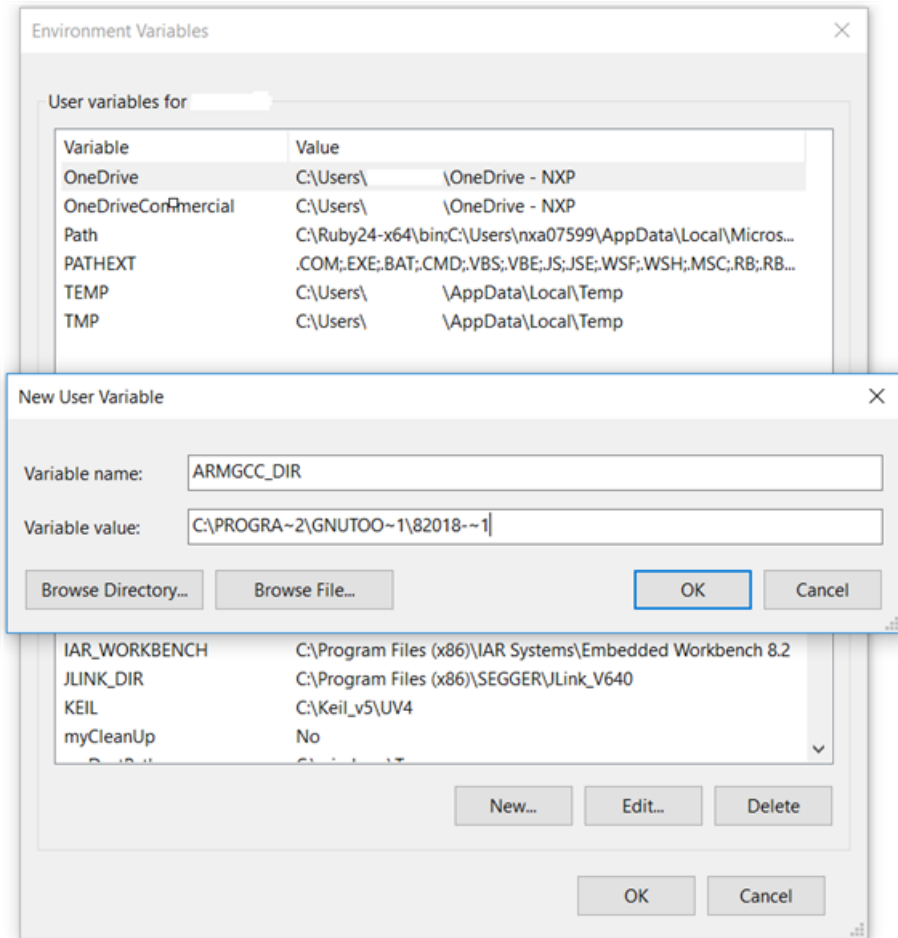 Environment Variables
User variables for
Variable Value
OneDrive C:\Users\ \OneDrive - NXP
OneDriveCommercial C:\Users\ \OneDrive - NXP
Path C:\Ruby24-x64\bin;C:\Users\nxa07599\AppData\Local\Micros...
PATHEXT .COM;.EXE;.BAT;.CMD;.VBS;.VBE;.JS;.JSE;.WSF;.WSH;.MSC;.RB;.RB...
TEMP C:\Users\ \AppData\Local\Temp
TMP C:\Users\ \AppData\Local\Temp
New User Variable
Variable name: ARMGCC_DIR
Variable value: C:\PROGRA~2\GNUTOO~1\82018-~1
Browse Directory... Browse File... OK Cancel
IAR_WORKBENCH C:\Program Files (x86)\IAR Systems\Embedded Workbench 8.2
JLINK_DIR C:\Program Files (x86)\SEGGER\JLink_V640
KEIL C:\Keil_v5\UV4
myCleanUp No
New... Edit... Delete
OK Cancel